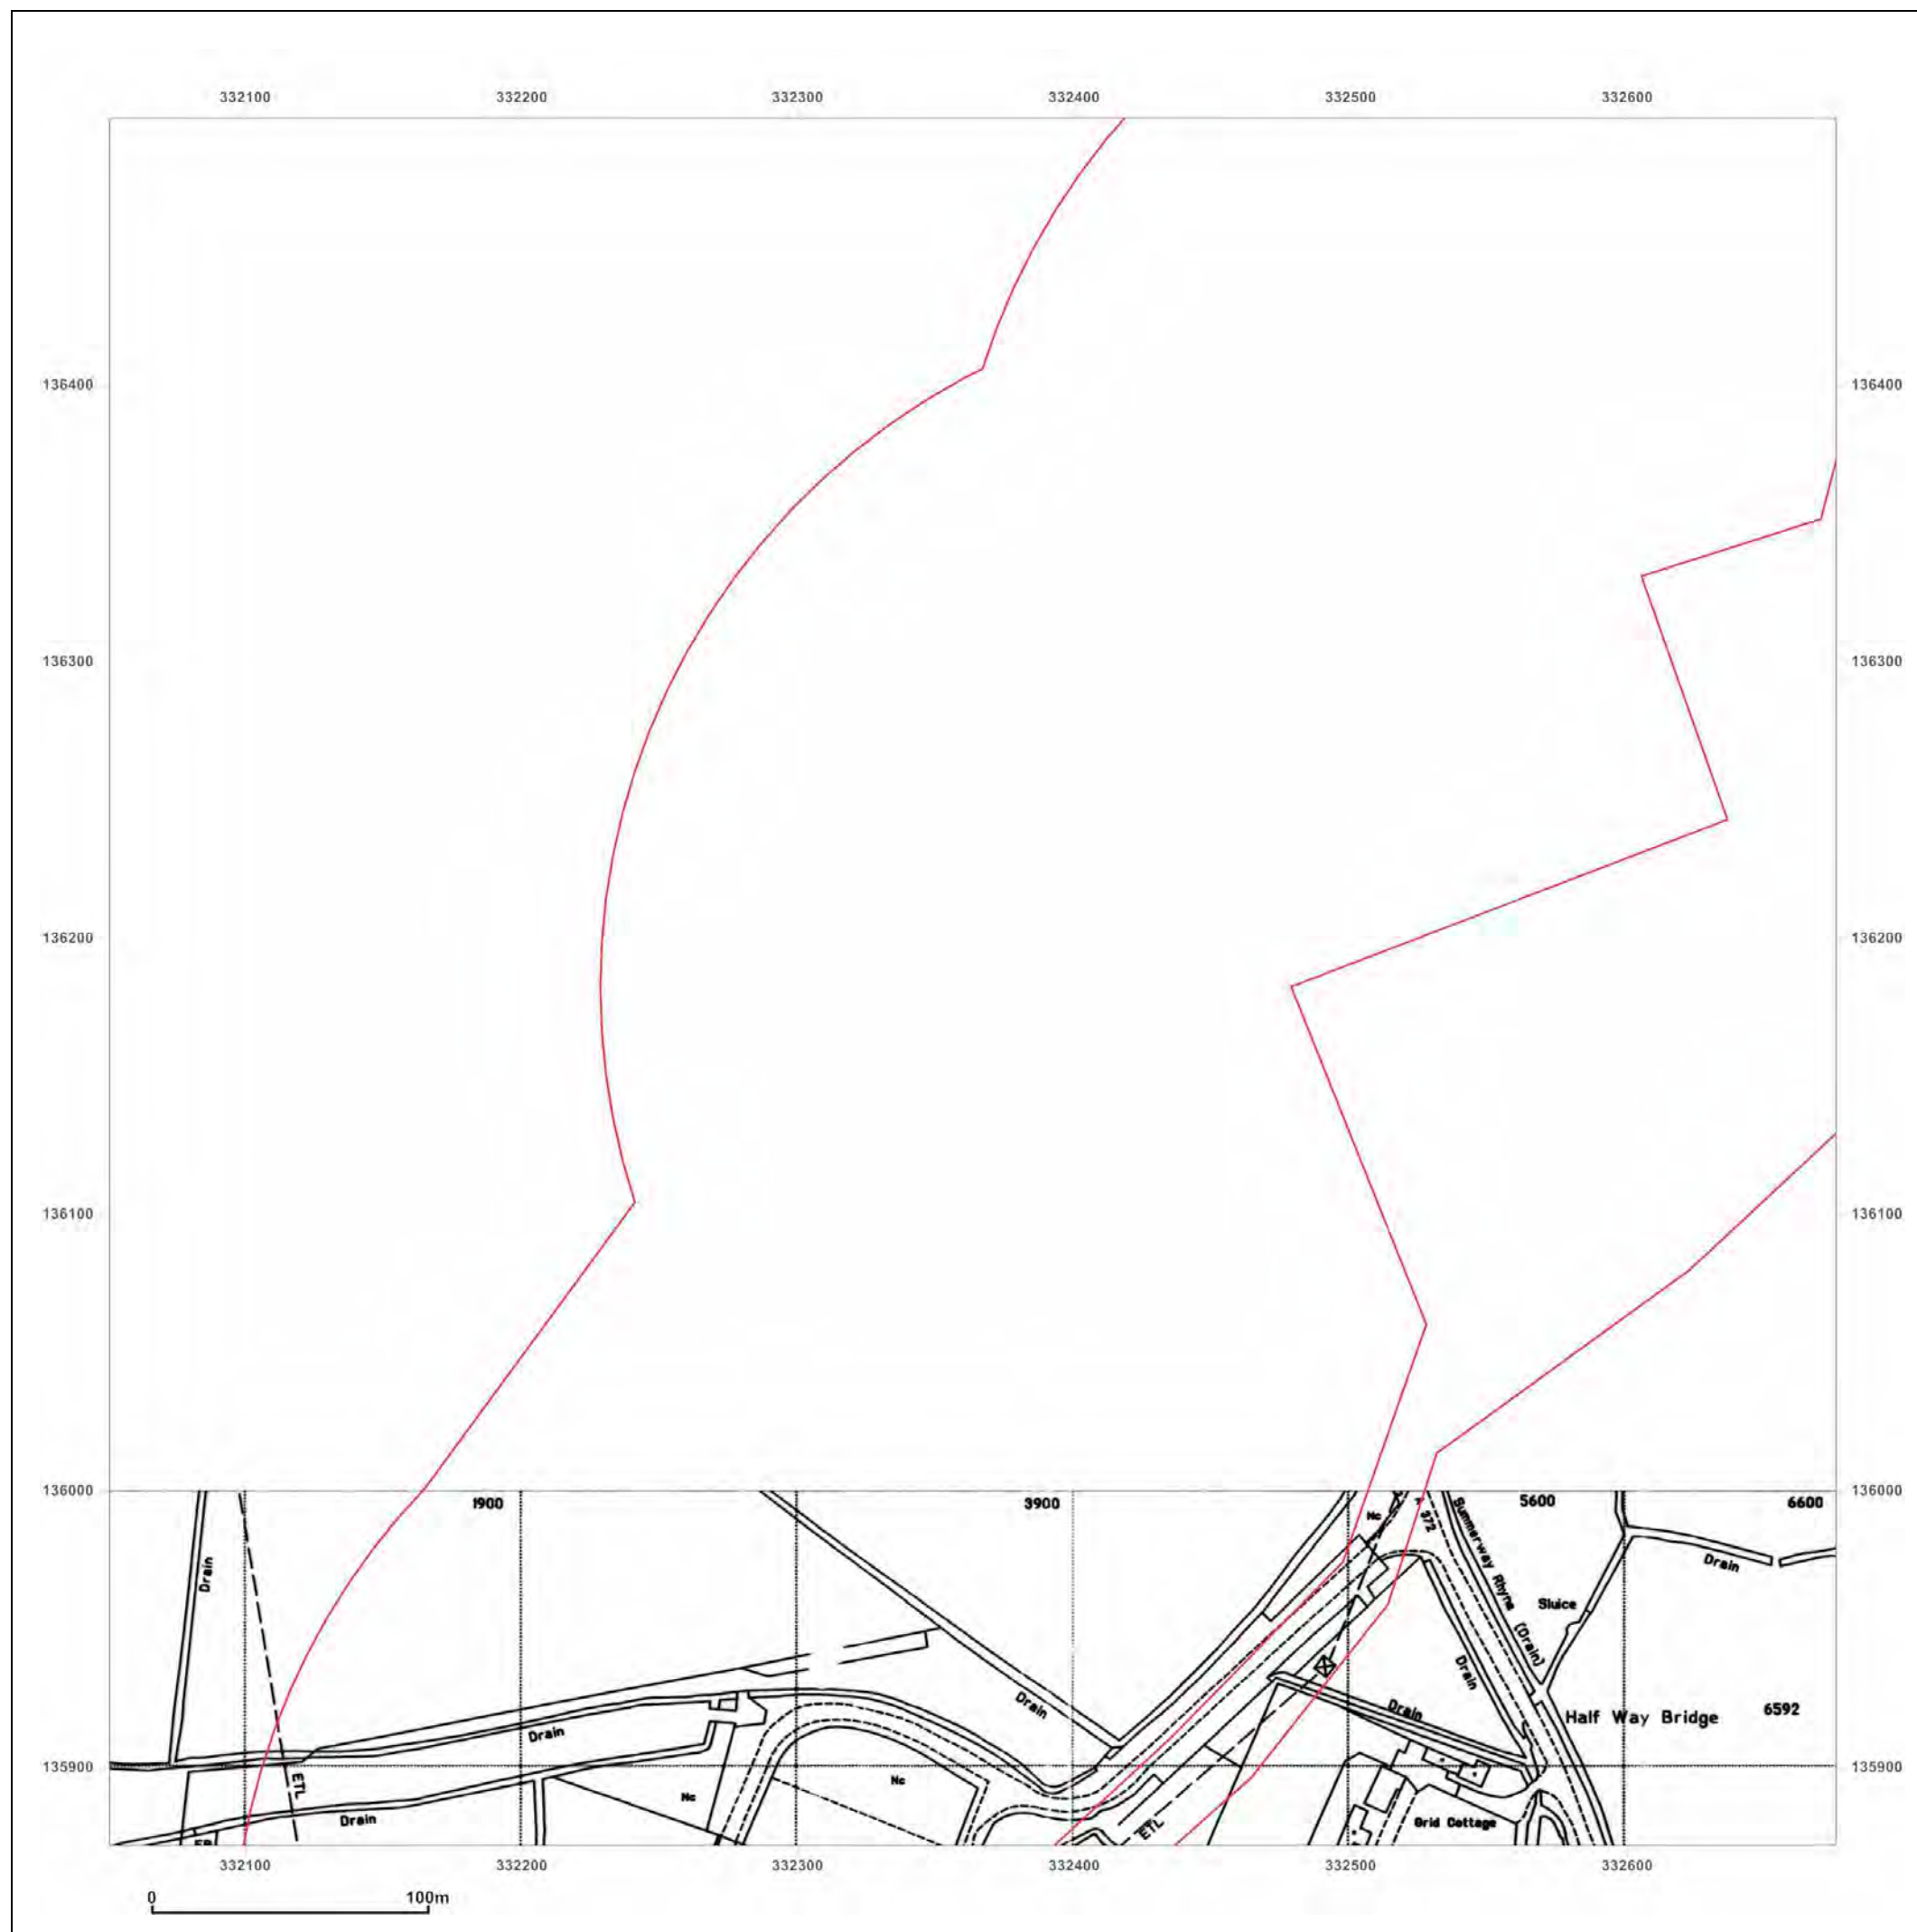 332100 332200 332300 332400 332500 332600
136400 136400
136300 136300
136200 136200
136100 136100
136000 136000
1900 3900 5600 6600
Nc
372
Summerway Rhyne (Drain)
Drain
Drain
Sluice
Drain
Drain
Drain
Half Way Bridge
6592
Drain
135900 135900
ETL
Nc
Nc
Drain
ETL
Grid Cottage
332100 332200 332300 332400 332500 332600
0 100m